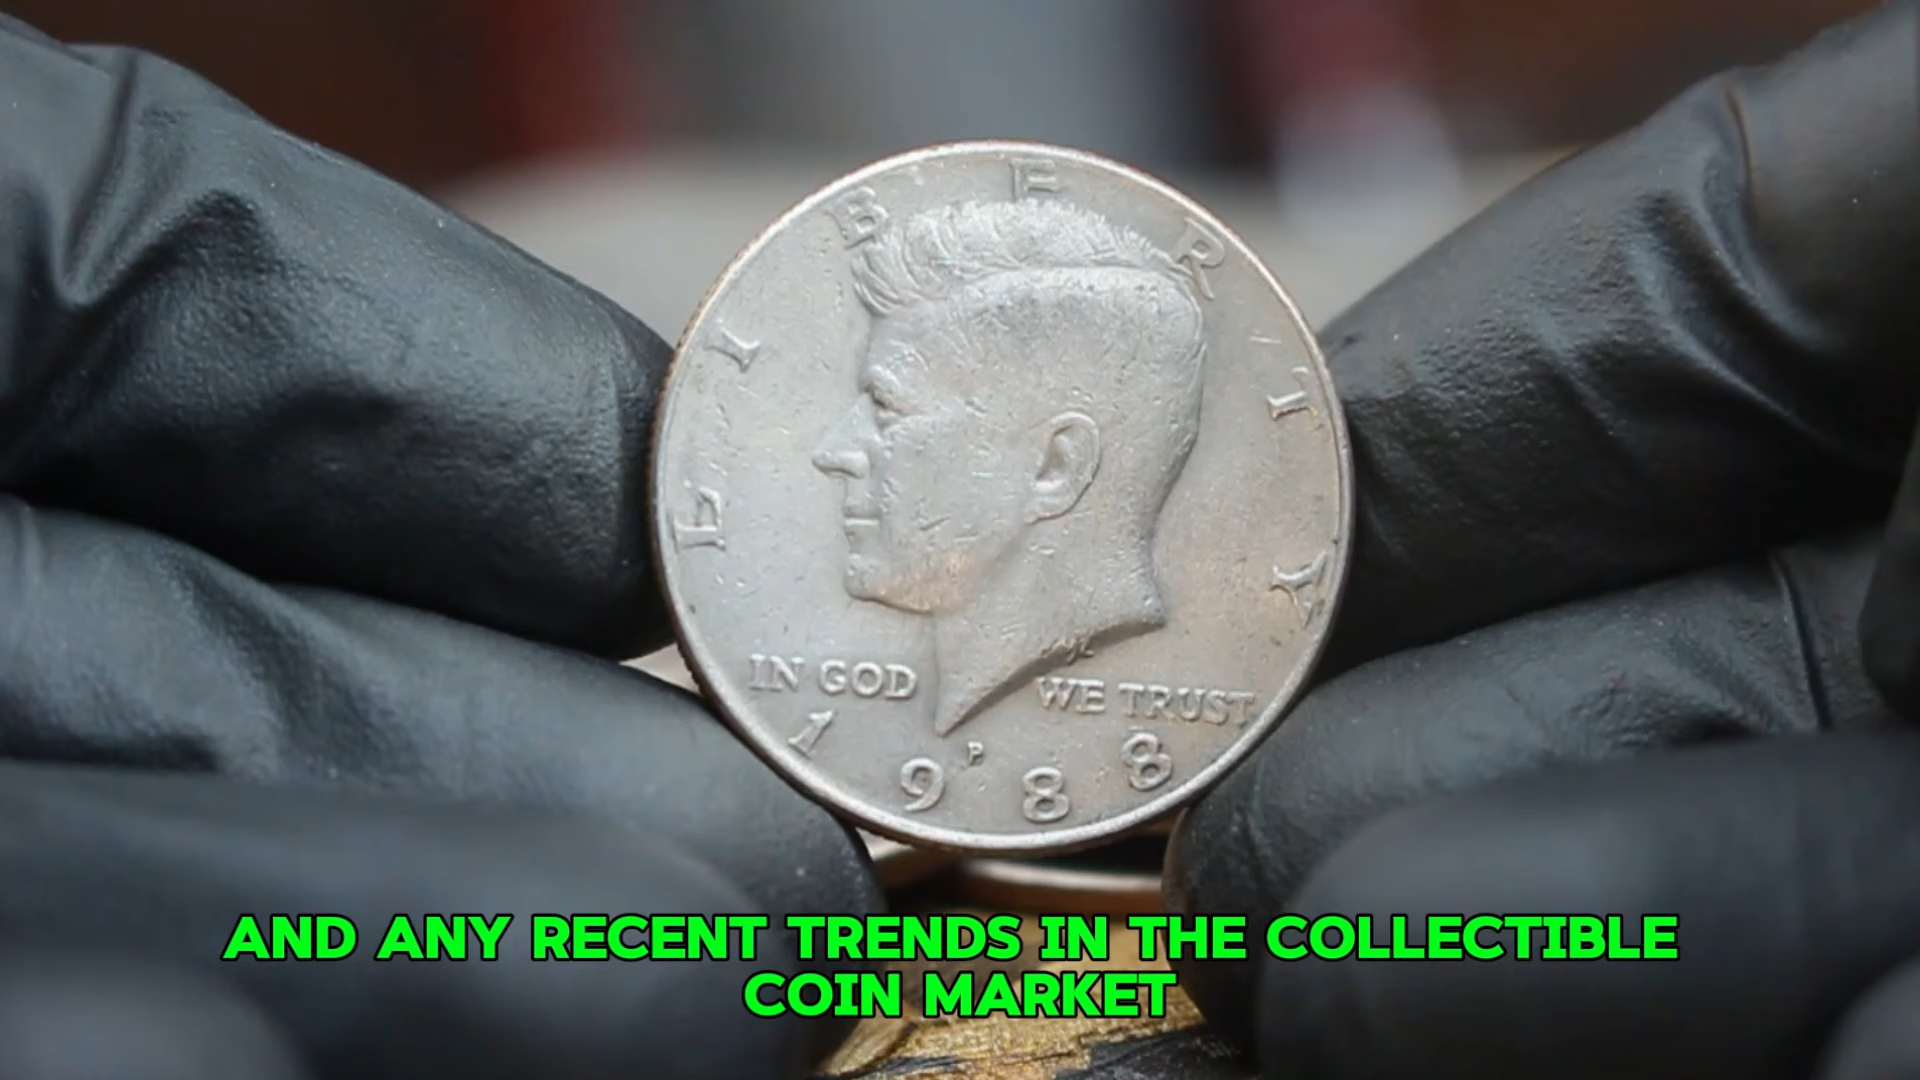 LIBERTY
IN GOD WE TRUST
P
1988
AND ANY RECENT TRENDS IN THE COLLECTIBLE
COIN MARKET